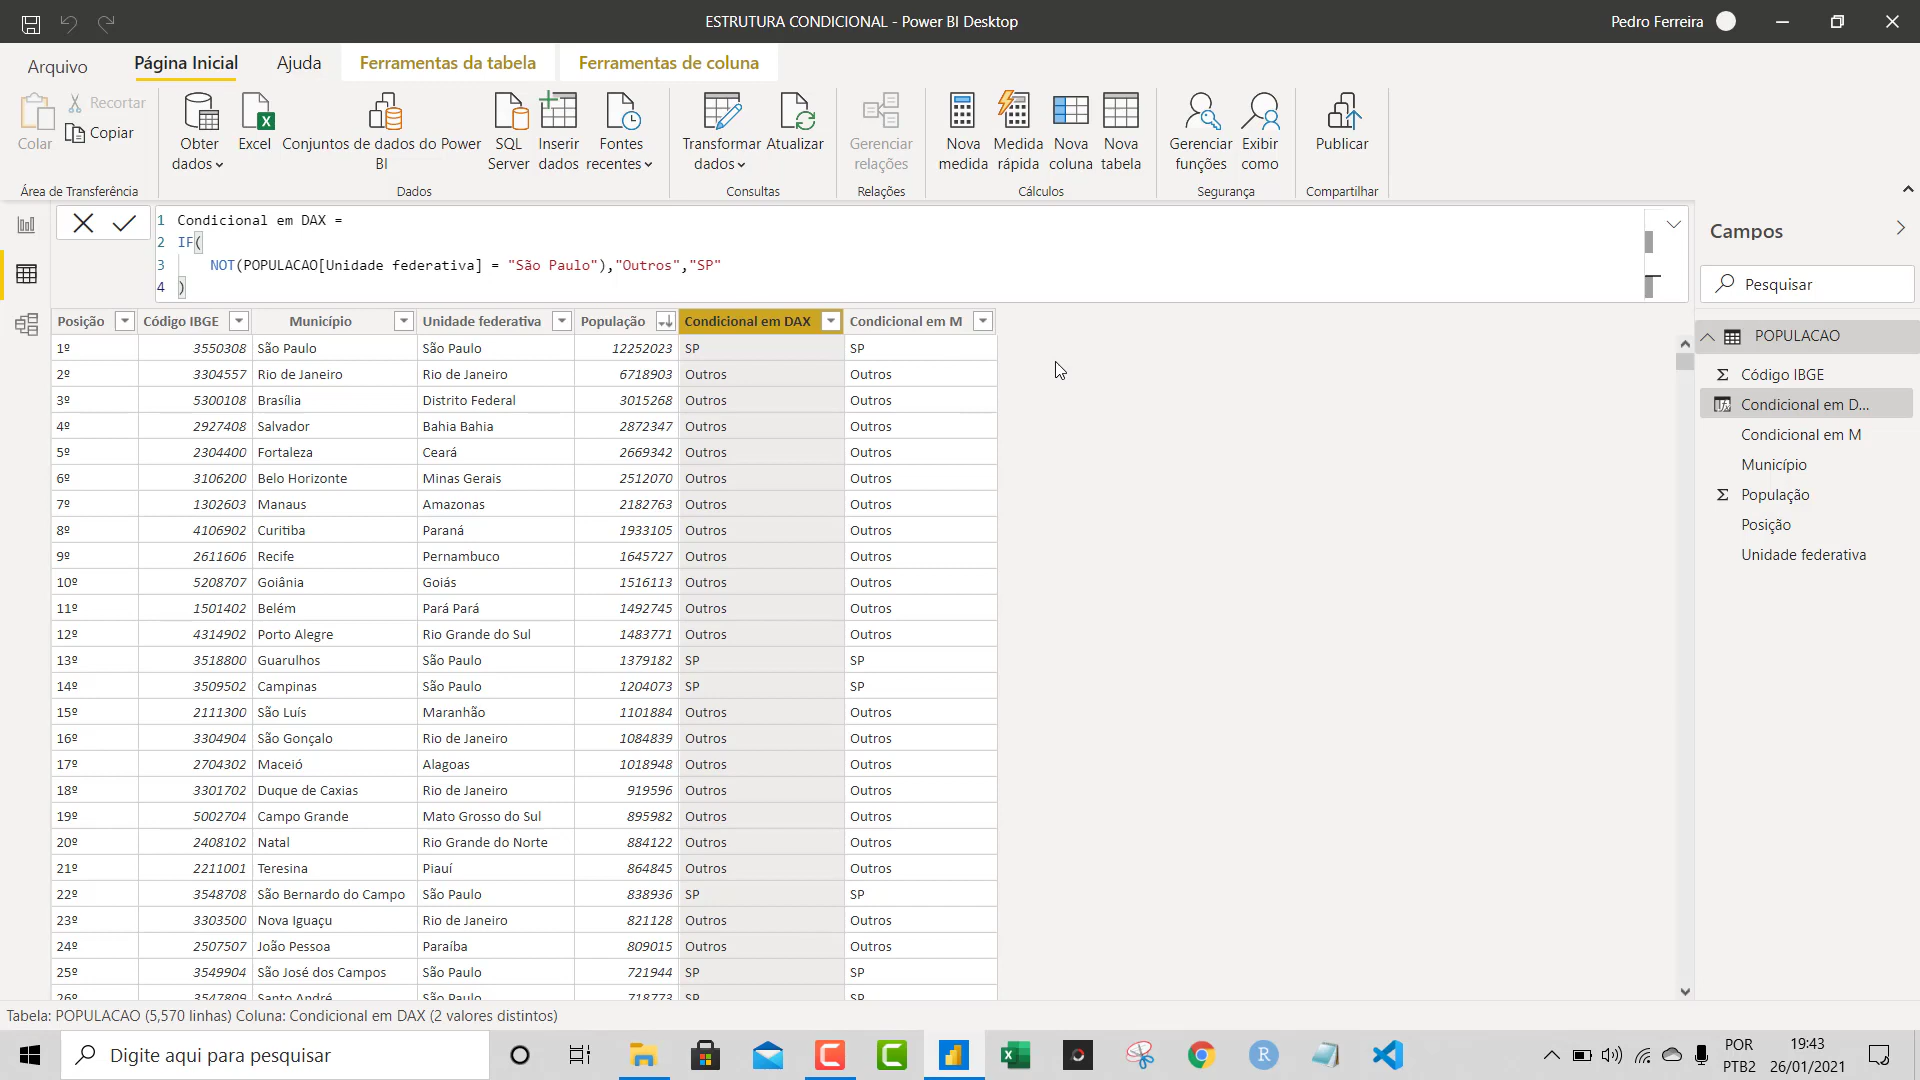 ESTRUTURA CONDICIONAL - Power BI Desktop
Pedro Ferreira
Arquivo
Página Inicial
Ajuda
Ferramentas da tabela
Ferramentas de coluna
Colar
Recortar
Copiar
Área de Transferência
Obter dados
Excel
Conjuntos de dados do Power BI
SQL Server
Inserir dados
Fontes recentes
Dados
Transformar dados
Atualizar
Consultas
Gerenciar relações
Relações
Nova medida
Medida rápida
Nova coluna
Nova tabela
Cálculos
Gerenciar funções
Exibir como
Segurança
Publicar
Compartilhar
1 Condicional em DAX =
2 IF(
3 NOT(POPULACAO[Unidade federativa] = "São Paulo"),"Outros","SP"
4 )
Posição Código IBGE Município Unidade federativa População Condicional em DAX Condicional em M
1º 3550308 São Paulo São Paulo 12252023 SP SP
2º 3304557 Rio de Janeiro Rio de Janeiro 6718903 Outros Outros
3º 5300108 Brasília Distrito Federal 3015268 Outros Outros
4º 2927408 Salvador Bahia Bahia 2872347 Outros Outros
5º 2304400 Fortaleza Ceará 2669342 Outros Outros
6º 3106200 Belo Horizonte Minas Gerais 2512070 Outros Outros
7º 1302603 Manaus Amazonas 2182763 Outros Outros
8º 4106902 Curitiba Paraná 1933105 Outros Outros
9º 2611606 Recife Pernambuco 1645727 Outros Outros
10º 5208707 Goiânia Goiás 1516113 Outros Outros
11º 1501402 Belém Pará Pará 1492745 Outros Outros
12º 4314902 Porto Alegre Rio Grande do Sul 1483771 Outros Outros
13º 3518800 Guarulhos São Paulo 1379182 SP SP
14º 3509502 Campinas São Paulo 1204073 SP SP
15º 2111300 São Luís Maranhão 1101884 Outros Outros
16º 3304904 São Gonçalo Rio de Janeiro 1084839 Outros Outros
17º 2704302 Maceió Alagoas 1018948 Outros Outros
18º 3301702 Duque de Caxias Rio de Janeiro 919596 Outros Outros
19º 5002704 Campo Grande Mato Grosso do Sul 895982 Outros Outros
20º 2408102 Natal Rio Grande do Norte 884122 Outros Outros
21º 2211001 Teresina Piauí 864845 Outros Outros
22º 3548708 São Bernardo do Campo São Paulo 838936 SP SP
23º 3303500 Nova Iguaçu Rio de Janeiro 821128 Outros Outros
24º 2507507 João Pessoa Paraíba 809015 Outros Outros
25º 3549904 São José dos Campos São Paulo 721944 SP SP
26º 3547809 Santo André São Paulo 718773 SP SP
Campos
Pesquisar
POPULACAO
Código IBGE
Condicional em D...
Condicional em M
Município
População
Posição
Unidade federativa
Tabela: POPULACAO (5,570 linhas) Coluna: Condicional em DAX (2 valores distintos)
Digite aqui para pesquisar
POR
PTB2
19:43
26/01/2021